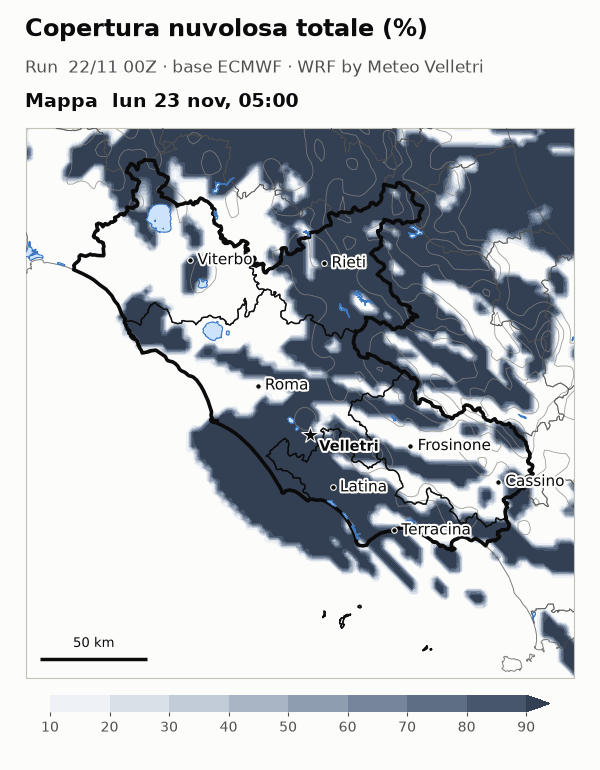 Copertura nuvolosa totale (%)
Run  22/11 00Z · base ECMWF · WRF by Meteo Velletri
Mappa  lun 23 nov, 05:00
Viterbo
Rieti
Roma
Velletri
Frosinone
Latina
Cassino
Terracina
50 km
10 20 30 40 50 60 70 80 90